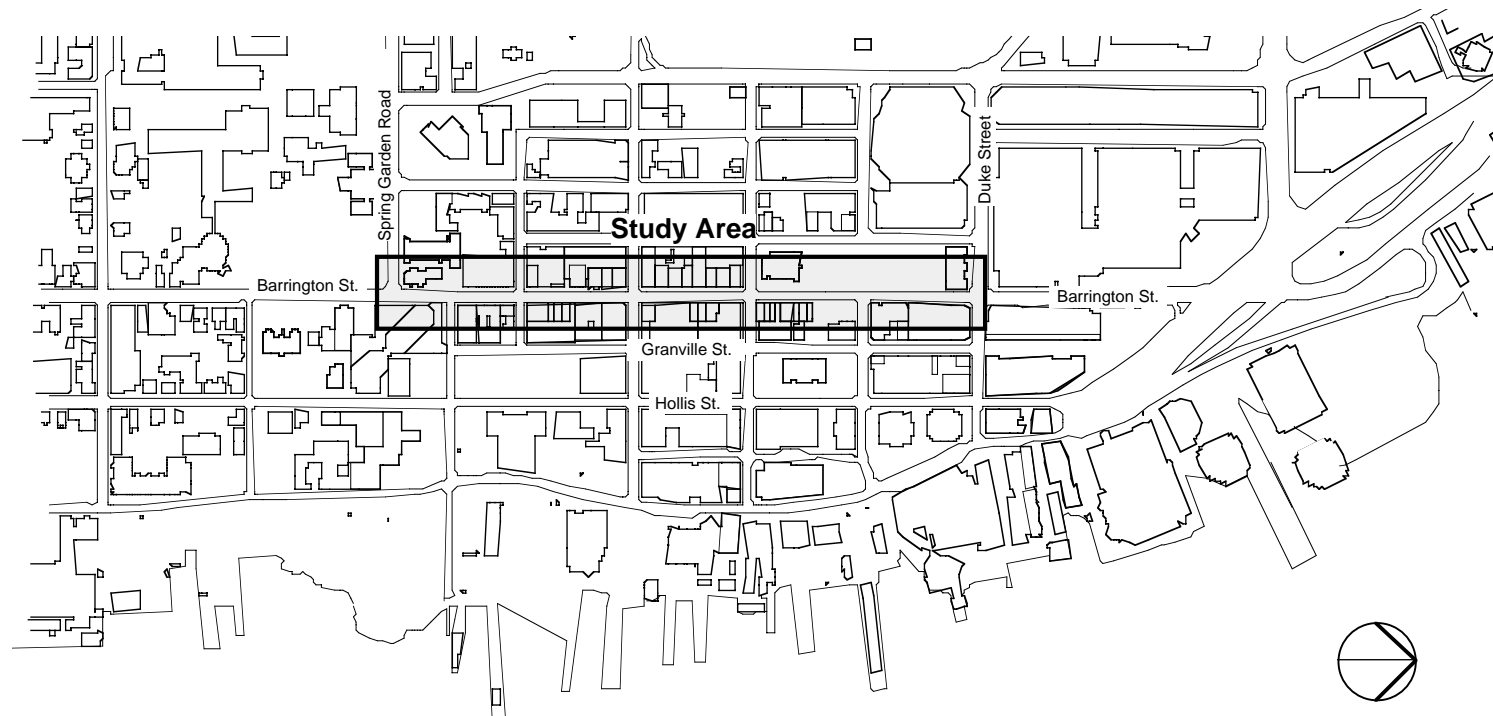 Spring Garden Road
Duke Street
Study Area
Barrington St.
Barrington St.
Granville St.
Hollis St.